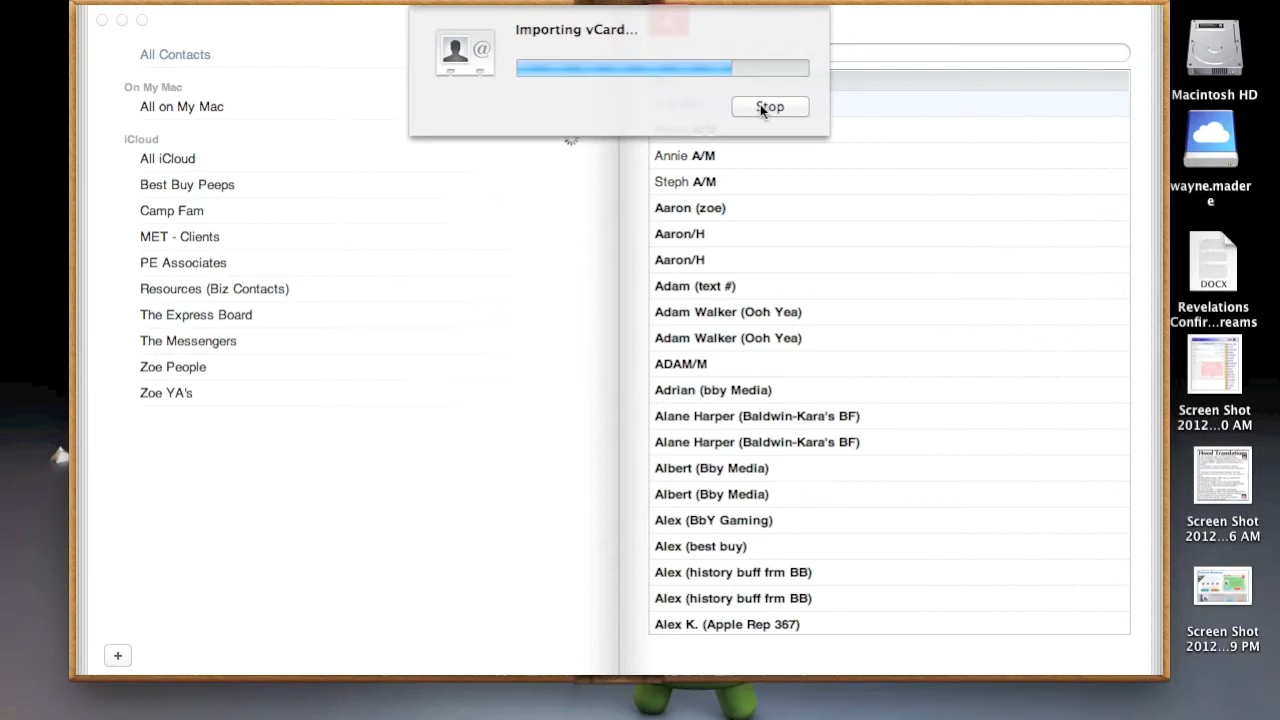 Importing vCard...
Stop
All Contacts
On My Mac
All on My Mac
iCloud
All iCloud
Best Buy Peeps
Camp Fam
MET - Clients
PE Associates
Resources (Biz Contacts)
The Express Board
The Messengers
Zoe People
Zoe YA's
+
Annie A/M
Steph A/M
Aaron (zoe)
Aaron/H
Aaron/H
Adam (text #)
Adam Walker (Ooh Yea)
Adam Walker (Ooh Yea)
ADAM/M
Adrian (bby Media)
Alane Harper (Baldwin-Kara's BF)
Alane Harper (Baldwin-Kara's BF)
Albert (Bby Media)
Albert (Bby Media)
Alex (BbY Gaming)
Alex (best buy)
Alex (history buff frm BB)
Alex (history buff frm BB)
Alex K. (Apple Rep 367)
Macintosh HD
wayne.mader
e
DOCX
Revelations
Confir...reams
Screen Shot
2012...0 AM
Screen Shot
2012...6 AM
Screen Shot
2012...9 PM